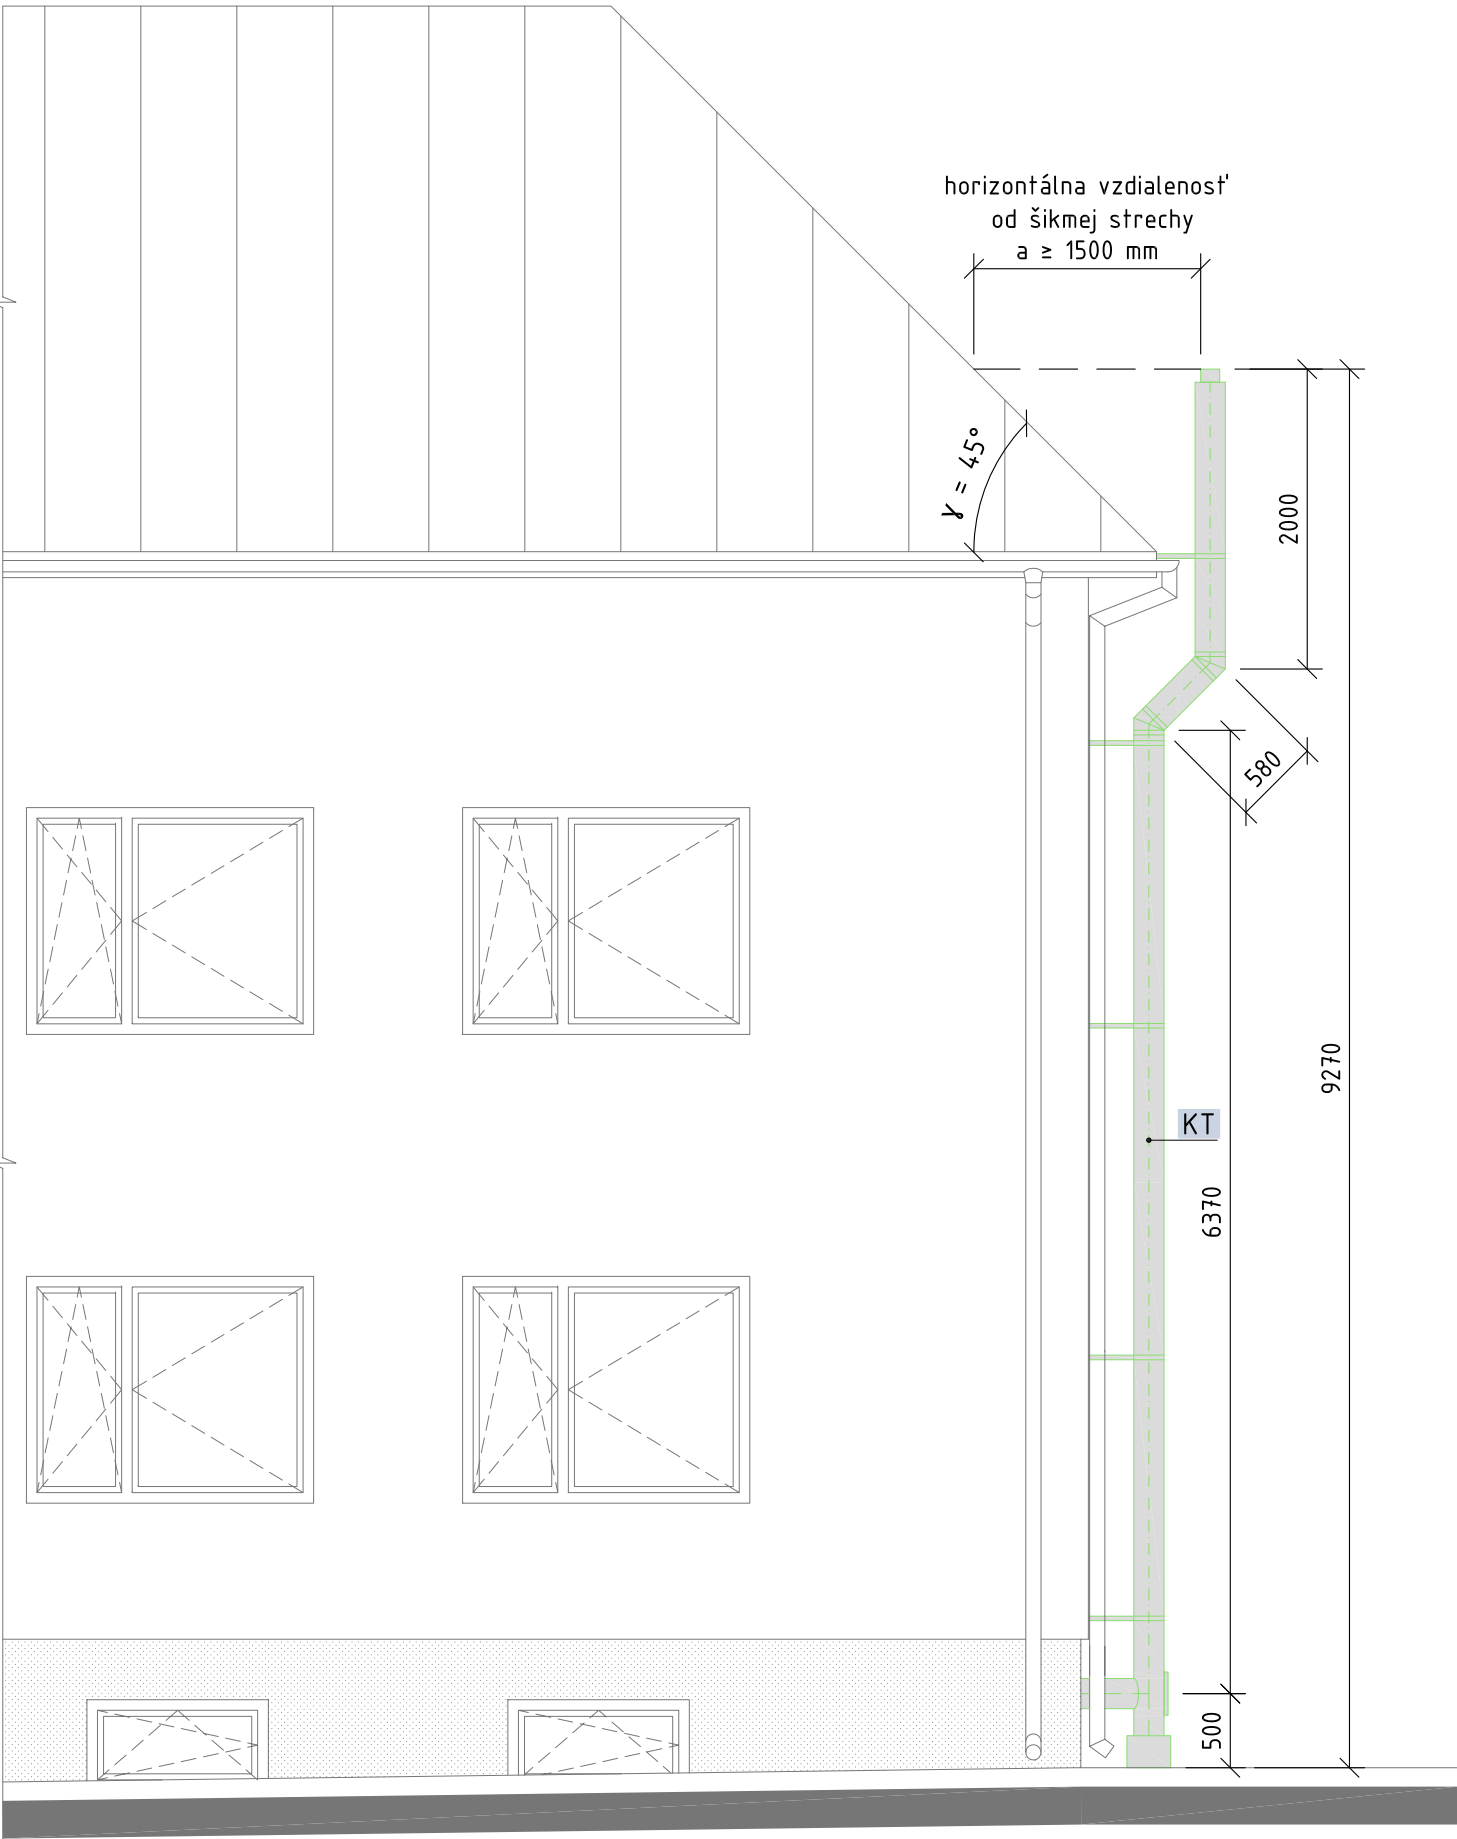 horizontálna vzdialenosť
od šikmej strechy
a ≥ 1500 mm
ɣ = 45°
2000
580
9270
KT
6370
500